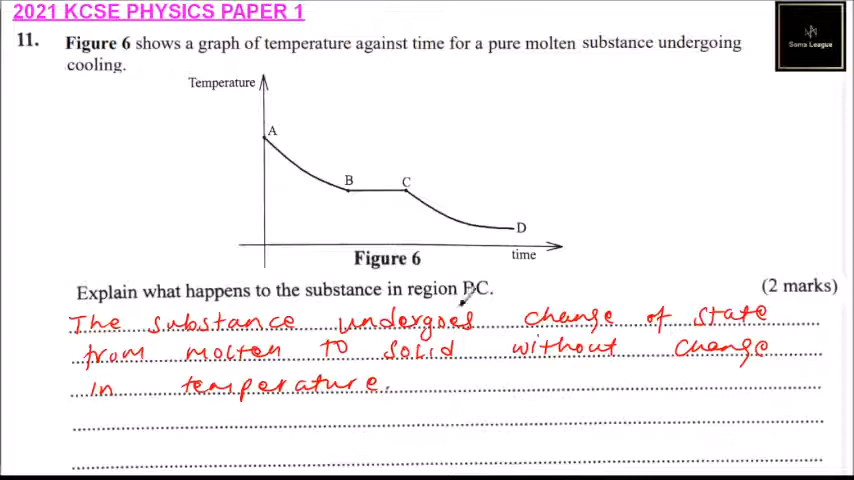 2021 KCSE PHYSICS PAPER 1
11. Figure 6 shows a graph of temperature against time for a pure molten substance undergoing
cooling.
Soma League
Temperature
A
B
C
D
time
Figure 6
Explain what happens to the substance in region BC. (2 marks)
The substance undergoes change of state
from molten to solid without change
in temperature.